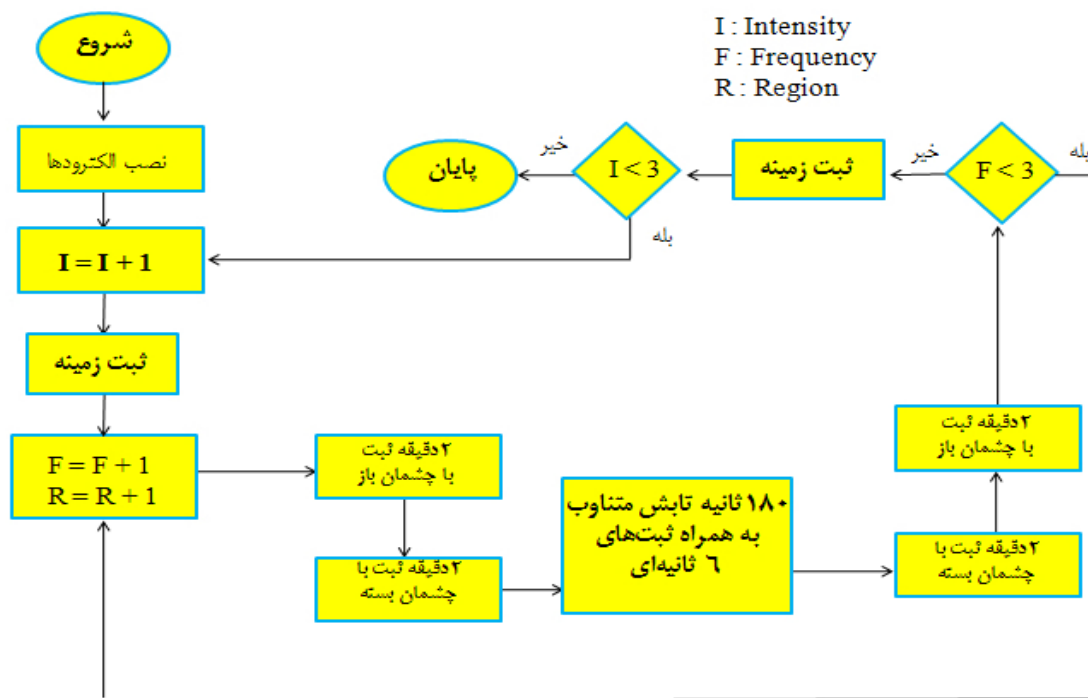 شروع
نصب الکترودها
I = I + 1
ثبت زمینه
F = F + 1
R = R + 1
۲دقیقه ثبت
با چشمان باز
۲دقیقه ثبت با
چشمان بسته
۱۸۰ ثانیه تابش متناوب
به همراه ثبت‌های
٦ ثانیه‌ای
۲دقیقه ثبت با
چشمان بسته
۲دقیقه ثبت
با چشمان باز
F < 3
بله
خیر
ثبت زمینه
I < 3
بله
خیر
پایان
I : Intensity
F : Frequency
R : Region